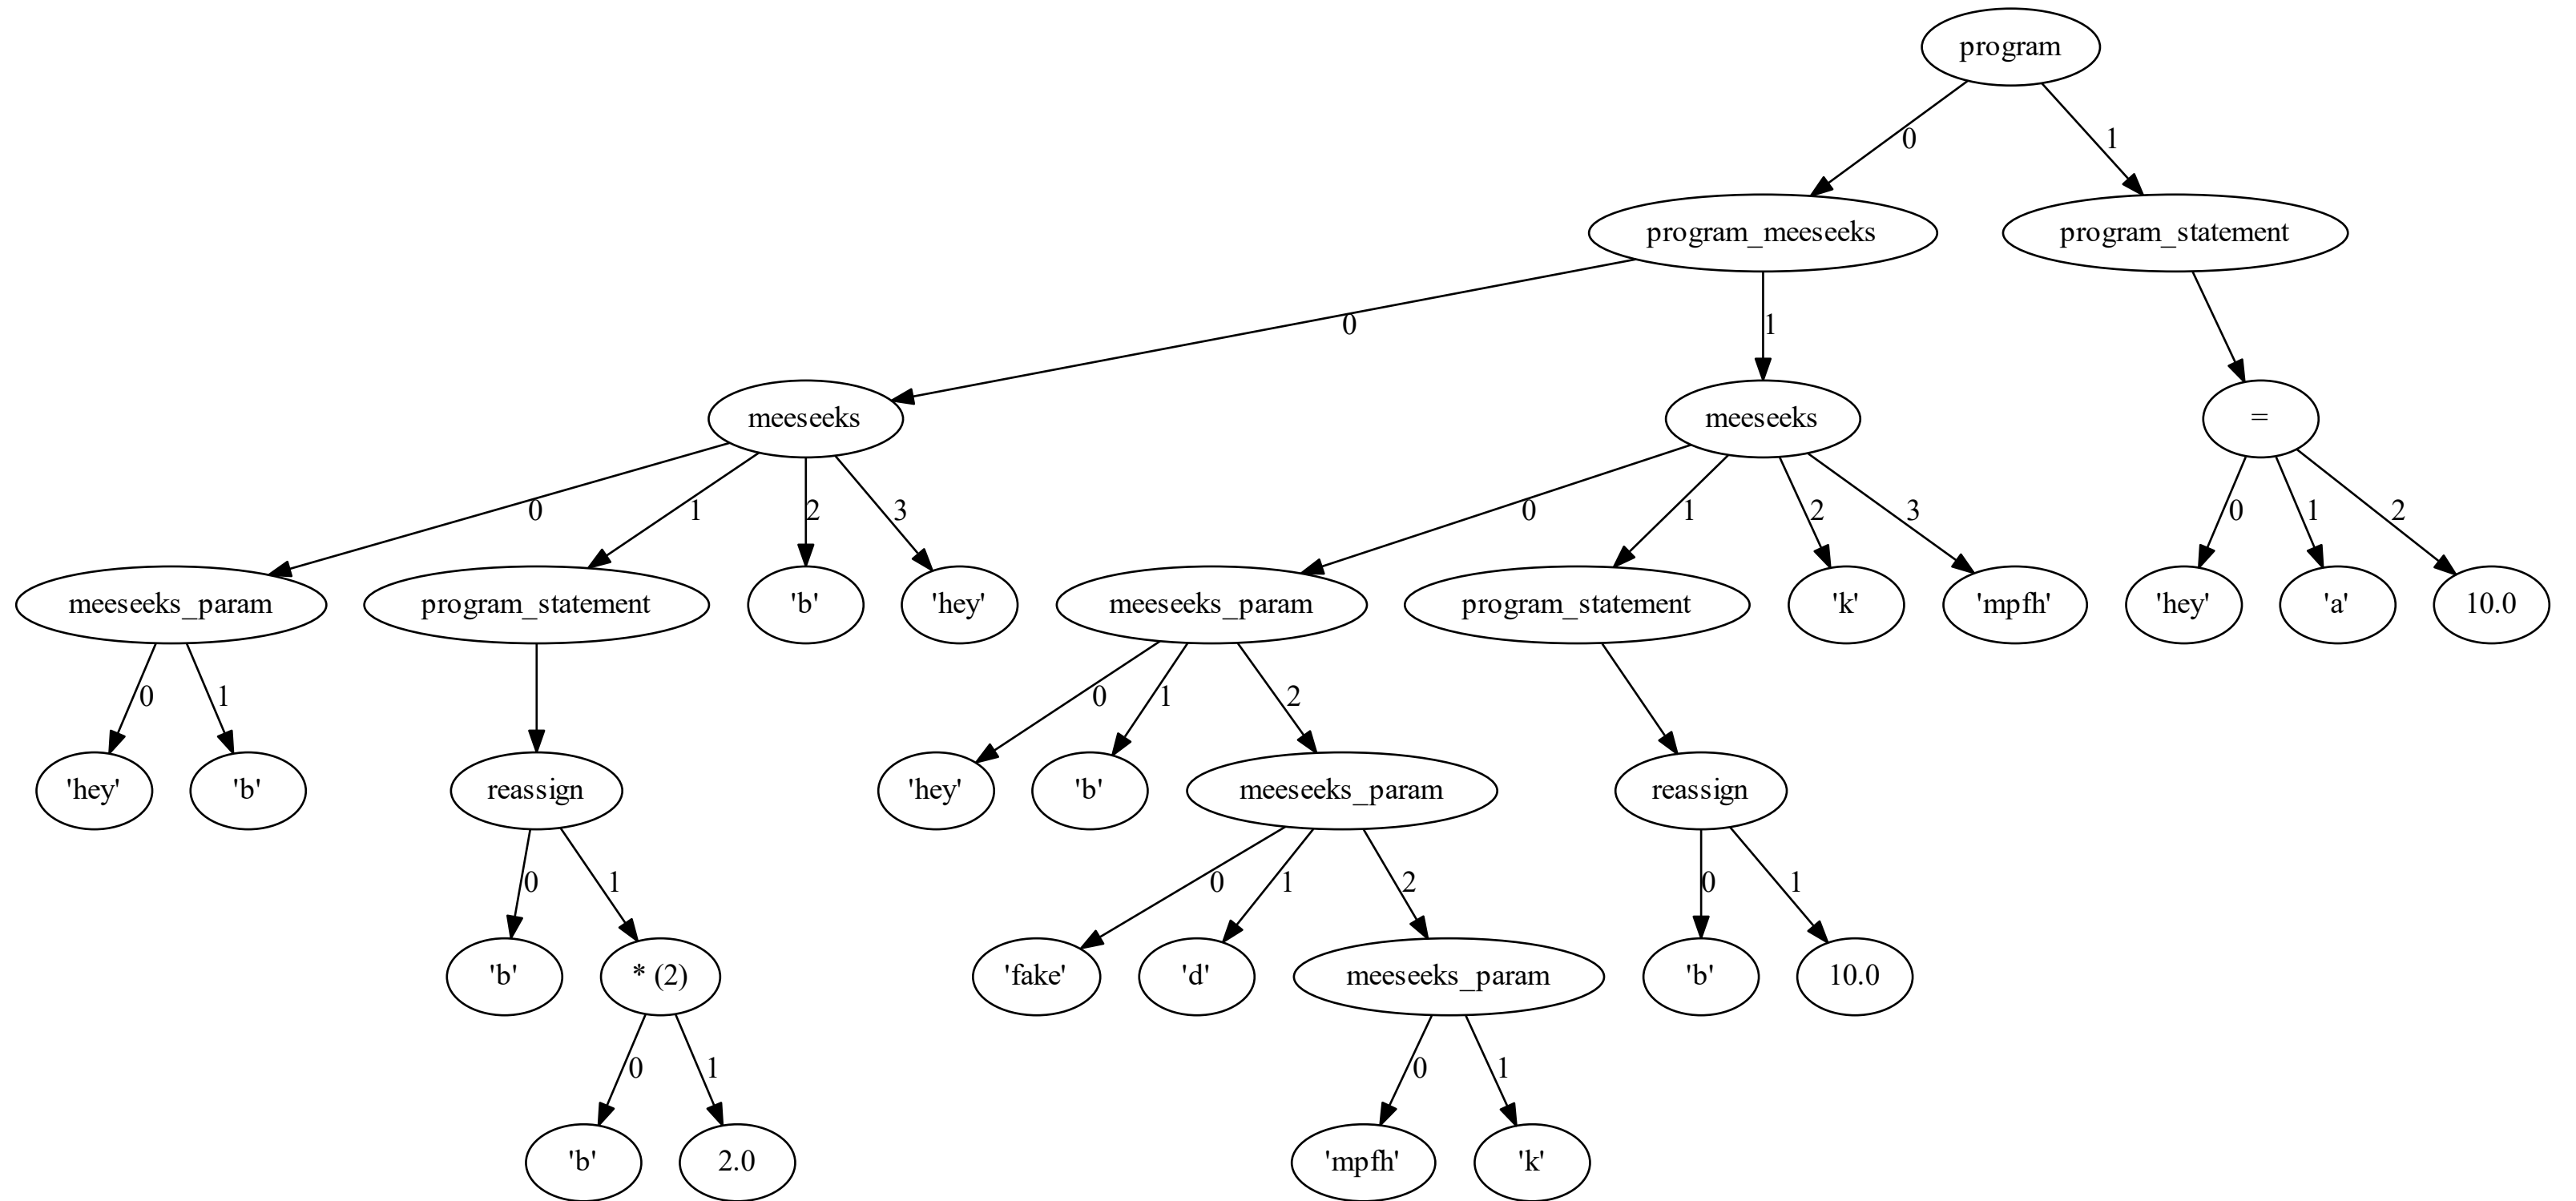 program
0 1
program_meeseeks program_statement
0 1
meeseeks meeseeks =
0 1 2 3 0 1 2 3 0 1 2
meeseeks_param program_statement 'b' 'hey' meeseeks_param program_statement 'k' 'mpfh' 'hey' 'a' 10.0
0 1 0 1 2
'hey' 'b' reassign 'hey' 'b' meeseeks_param reassign
0 1 0 1 2 0 1
'b' * (2) 'fake' 'd' meeseeks_param 'b' 10.0
0 1 0 1
'b' 2.0 'mpfh' 'k'